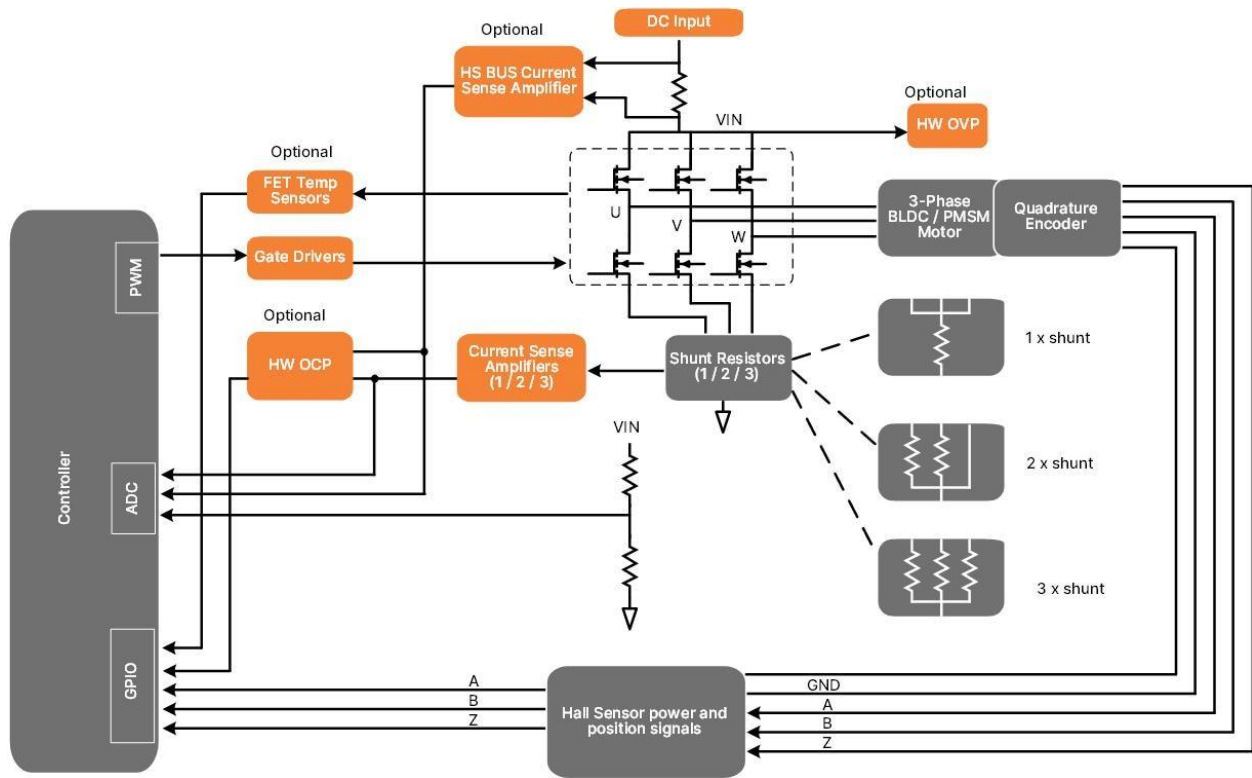 DC Input
Optional
HS BUS Current
Sense Amplifier
Optional
HW OVP
VIN
Optional
FET Temp
Sensors
3-Phase
BLDC / PMSM
Motor
Quadrature
Encoder
U
V
W
PWM
Gate Drivers
Optional
HW OCP
Current Sense
Amplifiers
(1 / 2 / 3)
Shunt Resistors
(1 / 2 / 3)
1 x shunt
VIN
2 x shunt
Controller
ADC
3 x shunt
GPIO
A
B
Z
Hall Sensor power and
position signals
GND
A
B
Z